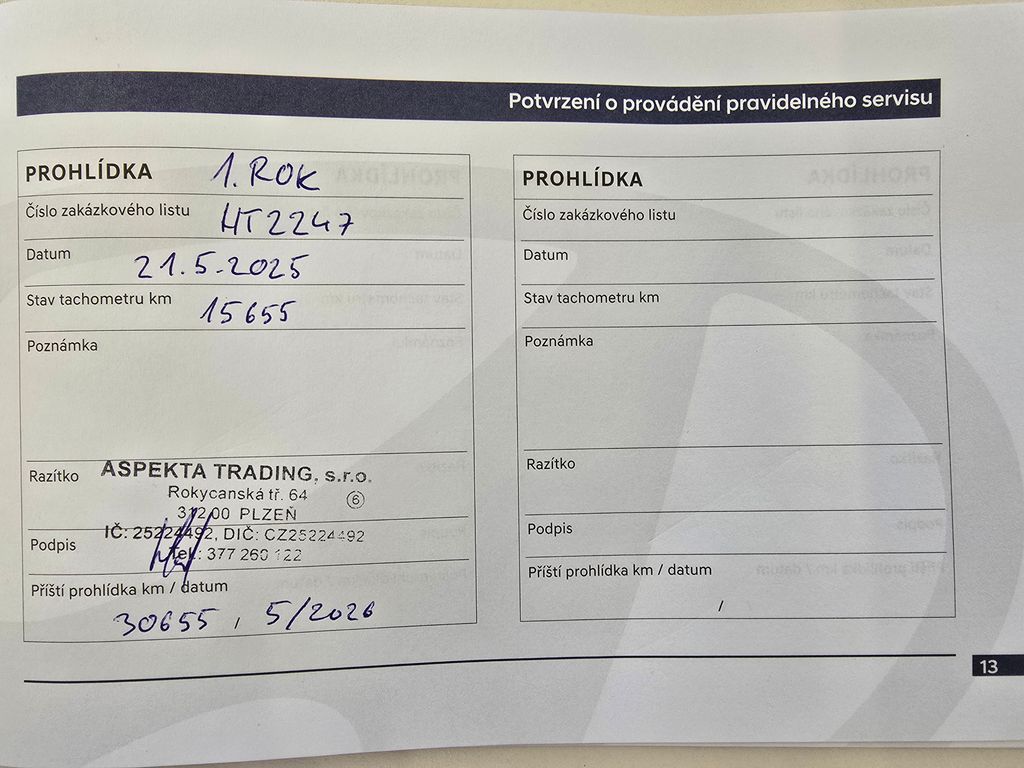 Potvrzení o provádění pravidelného servisu
PROHLÍDKA 1. ROK
Číslo zakázkového listu HT2247
Datum 21.5.2025
Stav tachometru km 15655
Poznámka
Razítko ASPEKTA TRADING, s.r.o.
Rokycanská tř. 64 6
312 00 PLZEŇ
IČ: 25224492, DIČ: CZ25224492
Podpis Tel.: 377 260 122
Příští prohlídka km / datum
30655 / 5/2026
PROHLÍDKA
Číslo zakázkového listu
Datum
Stav tachometru km
Poznámka
Razítko
Podpis
Příští prohlídka km / datum
/
13